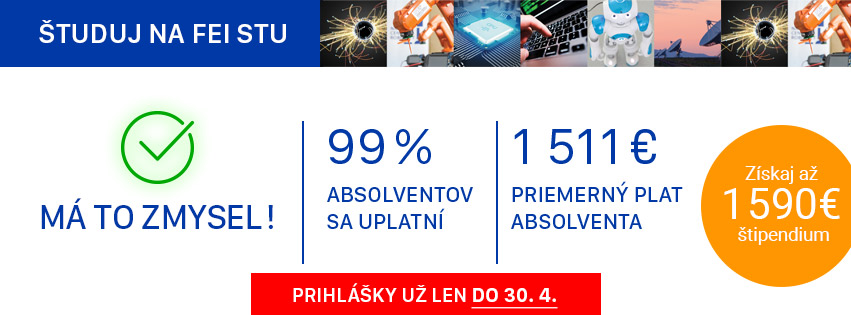 ŠTUDUJ NA FEI STU
MÁ TO ZMYSEL!
99 %
ABSOLVENTOV
SA UPLATNÍ
1 511 €
PRIEMERNÝ PLAT
ABSOLVENTA
Získaj až
1 590€
štipendium
PRIHLÁŠKY UŽ LEN DO 30. 4.